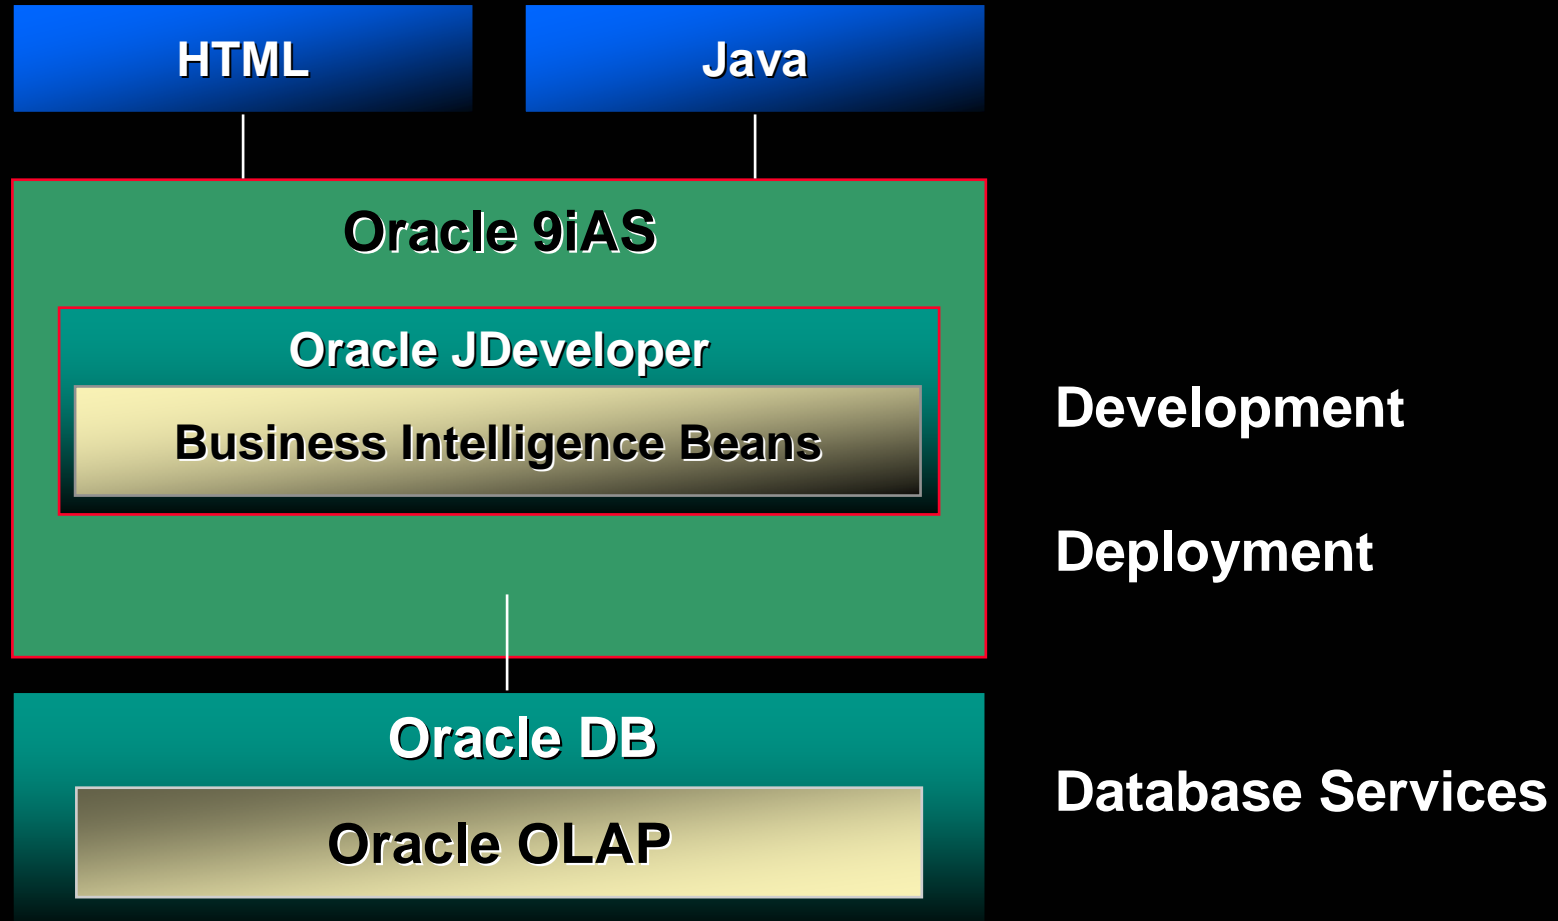 HTML
Java
Oracle 9iAS
Oracle JDeveloper
Business Intelligence Beans
Development
Deployment
Oracle DB
Oracle OLAP
Database Services